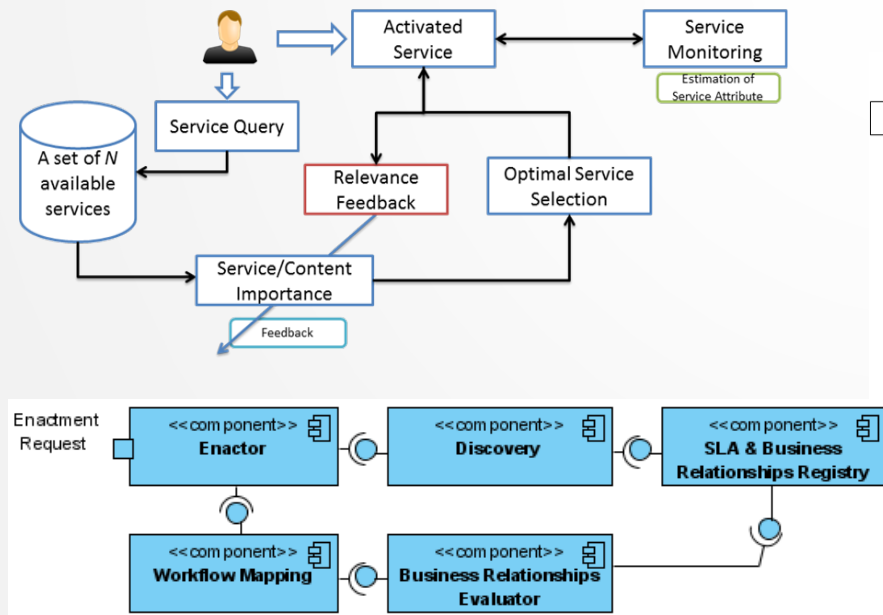 Activated
Service
Service
Monitoring
Estimation of
Service Attribute
Service Query
A set of N
available
services
Relevance
Feedback
Optimal Service
Selection
Service/Content
Importance
Feedback
Enactment
Request
<<component>>
Enactor
<<component>>
Discovery
<<component>>
SLA & Business
Relationships Registry
<<component>>
Workflow Mapping
<<component>>
Business Relationships
Evaluator